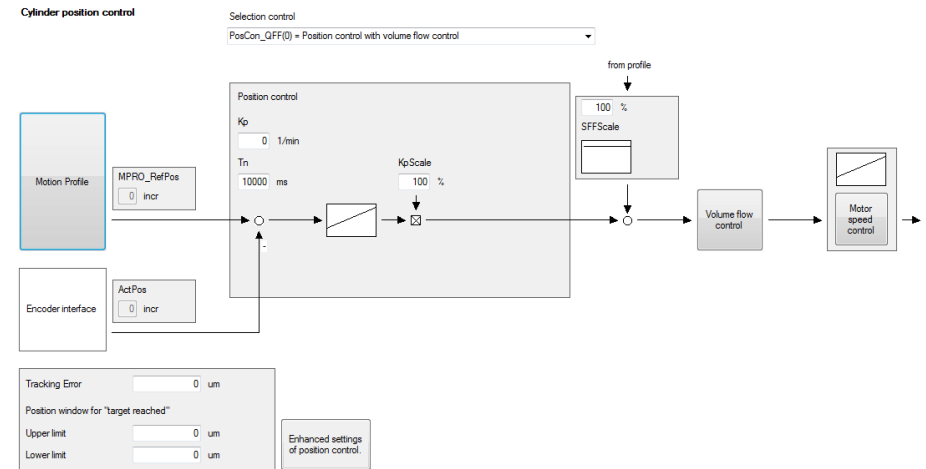 Cylinder position control
Selection control
PosCon_QFF(0) = Position control with volume flow control
from profile
Position control
100 %
SFFScale
Kp
0 1/min
Tn
10000 ms
KpScale
100 %
Motion Profile
MPRO_RefPos
0 incr
Volume flow
control
Motor
speed
control
-
Encoder interface
ActPos
0 incr
Tracking Error 0 um
Position window for "target reached"
Upper limit 0 um
Lower limit 0 um
Enhanced settings
of position control.